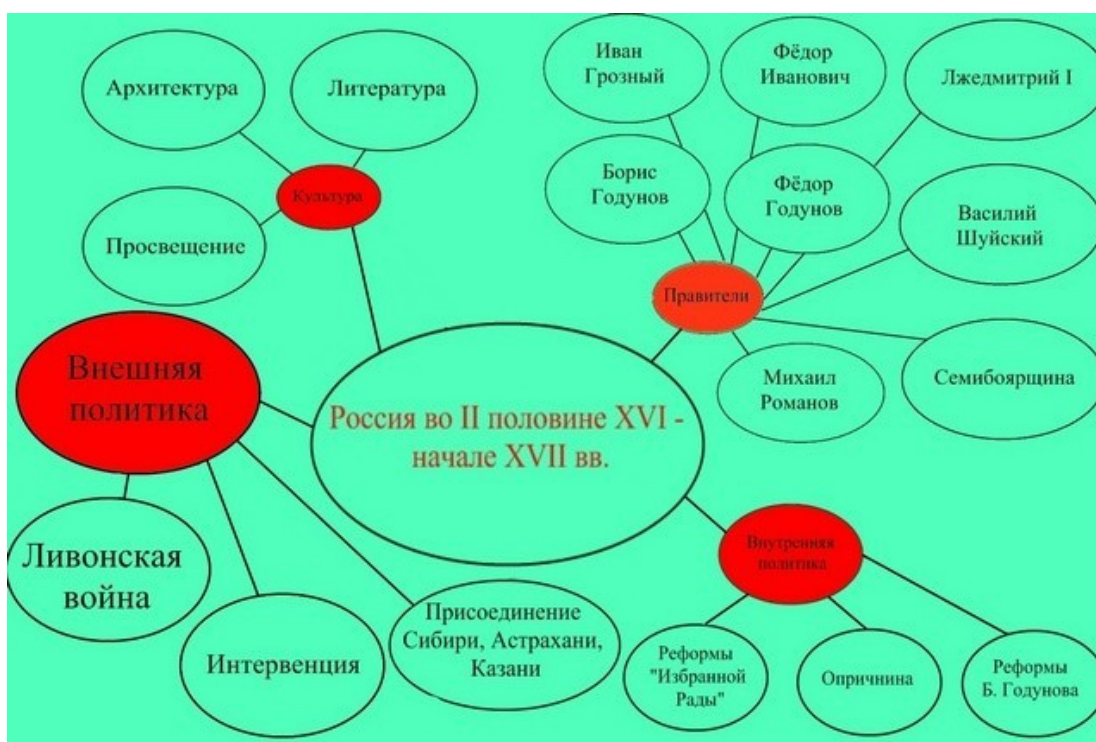 Архитектура
Литература
Культура
Просвещение
Иван
Грозный
Фёдор
Иванович
Лжедмитрий I
Борис
Годунов
Фёдор
Годунов
Василий
Шуйский
Правители
Михаил
Романов
Семибоярщина
Внешняя
политика
Россия во II половине XVI -
начале XVII вв.
Ливонская
война
Интервенция
Присоединение
Сибири, Астрахани,
Казани
Внутренняя
политика
Реформы
"Избранной
Рады"
Опричнина
Реформы
Б. Годунова